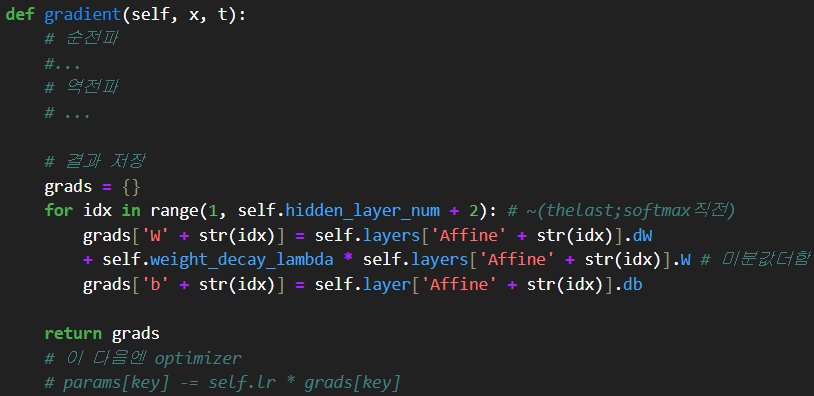 def gradient(self, x, t):
    # 순전파
    #...
    # 역전파
    # ...

    # 결과 저장
    grads = {}
    for idx in range(1, self.hidden_layer_num + 2): # ~(thelast;softmax직전)
        grads['W' + str(idx)] = self.layers['Affine' + str(idx)].dW
        + self.weight_decay_lambda * self.layers['Affine' + str(idx)].W # 미분값더함
        grads['b' + str(idx)] = self.layer['Affine' + str(idx)].db

    return grads
    # 이 다음엔 optimizer
    # params[key] -= self.lr * grads[key]